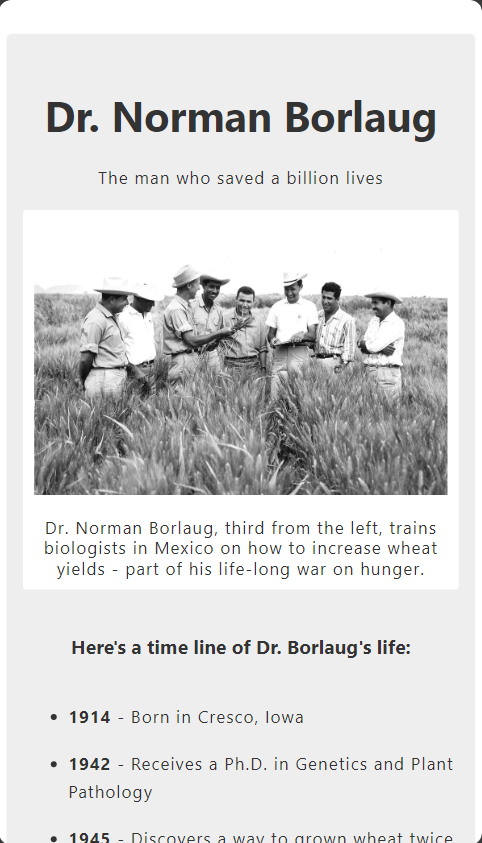 Dr. Norman Borlaug
The man who saved a billion lives
Dr. Norman Borlaug, third from the left, trains
biologists in Mexico on how to increase wheat
yields - part of his life-long war on hunger.
Here's a time line of Dr. Borlaug's life:
• 1914 - Born in Cresco, Iowa
• 1942 - Receives a Ph.D. in Genetics and Plant
Pathology
• 1945 - Discovers a way to grown wheat twice